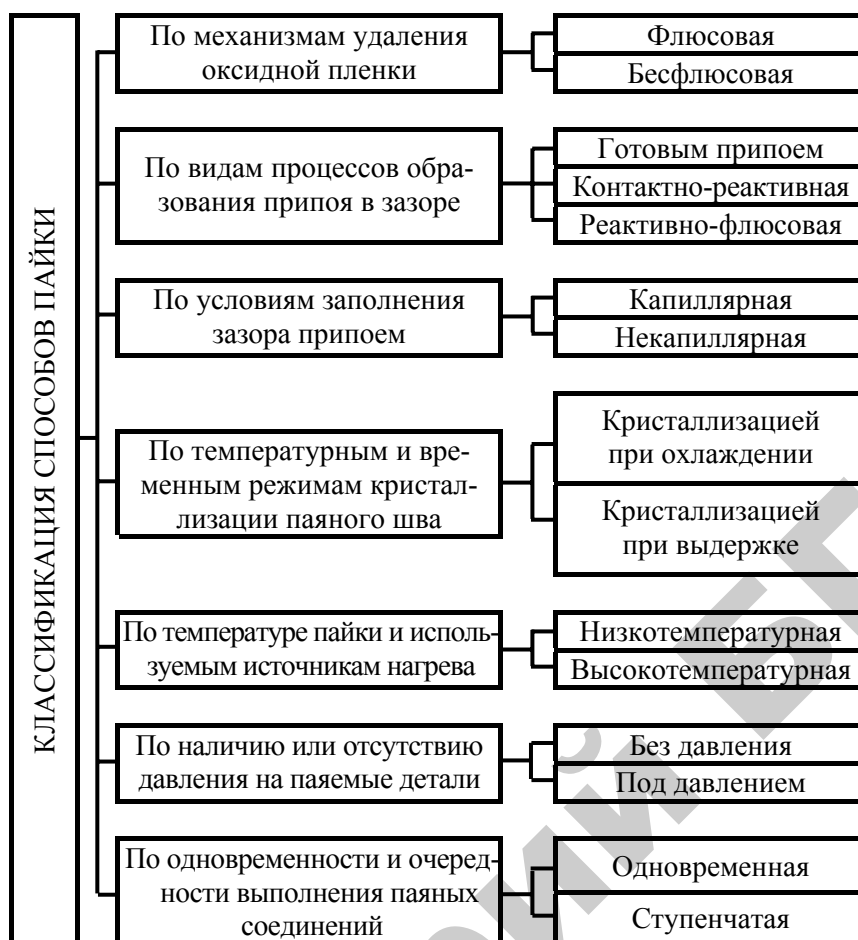 КЛАССИФИКАЦИЯ СПОСОБОВ ПАЙКИ
По механизмам удаления
оксидной пленки
Флюсовая
Бесфлюсовая
По видам процессов обра-
зования припоя в зазоре
Готовым припоем
Контактно-реактивная
Реактивно-флюсовая
По условиям заполнения
зазора припоем
Капиллярная
Некапиллярная
По температурным и вре-
менным режимам кристал-
лизации паяного шва
Кристаллизацией
при охлаждении
Кристаллизацией
при выдержке
По температуре пайки и исполь-
зуемым источникам нагрева
Низкотемпературная
Высокотемпературная
По наличию или отсутствию
давления на паяемые детали
Без давления
Под давлением
По одновременности и очеред-
ности выполнения паяных
соединений
Одновременная
Ступенчатая